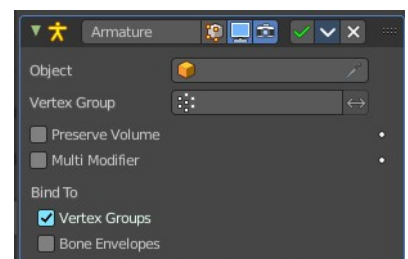 Armature
Object
Vertex Group
Preserve Volume
Multi Modifier
Bind To
Vertex Groups
Bone Envelopes